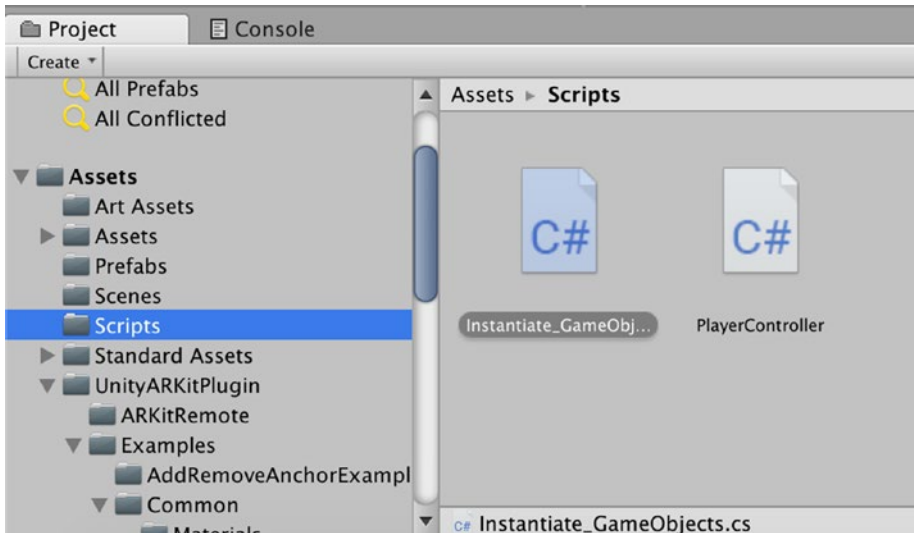 Project
Console
Create
All Prefabs
All Conflicted
Assets
Art Assets
Assets
Prefabs
Scenes
Scripts
Standard Assets
UnityARKitPlugin
ARKitRemote
Examples
AddRemoveAnchorExampl
Common
Materials
Assets ▸ Scripts
C#
C#
Instantiate_GameObj...
PlayerController
C# Instantiate_GameObjects.cs